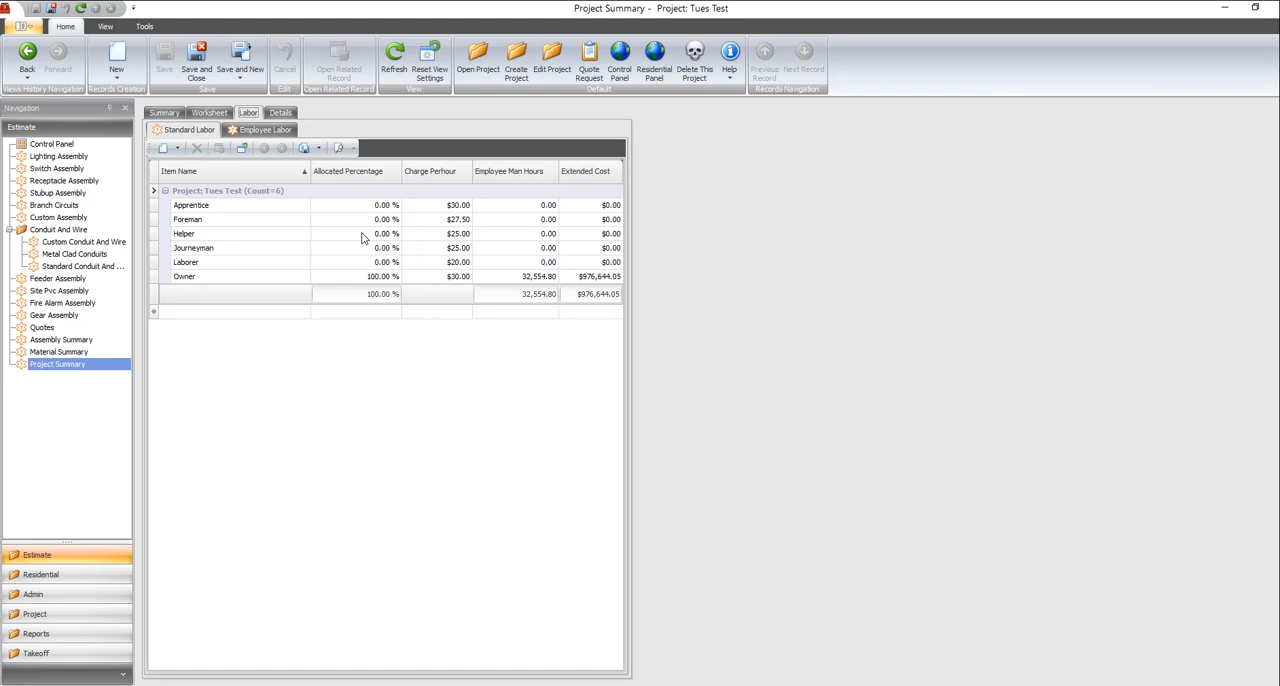 Project Summary - Project: Tues Test
Home View Tools
Back Forward New Save Save and Close Save and New Cancel Open Related Record Refresh Reset View Settings Open Project Create Project Edit Project Quote Request Control Panel Residential Panel Delete This Project Help Previous Record Next Record
Views History Navigation Records Creation Save Edit Open Related Record View Default Records Navigation
Navigation
Estimate
Control Panel
Lighting Assembly
Switch Assembly
Receptacle Assembly
Stubup Assembly
Branch Circuits
Custom Assembly
Conduit And Wire
Custom Conduit And Wire
Metal Clad Conduits
Standard Conduit And ...
Feeder Assembly
Site Pvc Assembly
Fire Alarm Assembly
Gear Assembly
Quotes
Assembly Summary
Material Summary
Project Summary
Estimate
Residential
Admin
Project
Reports
Takeoff
Summary Worksheet Labor Details
Standard Labor Employee Labor
Item Name Allocated Percentage Charge Perhour Employee Man Hours Extended Cost
Project: Tues Test (Count=6)
Apprentice 0.00 % $30.00 0.00 $0.00
Foreman 0.00 % $27.50 0.00 $0.00
Helper 0.00 % $25.00 0.00 $0.00
Journeyman 0.00 % $25.00 0.00 $0.00
Laborer 0.00 % $20.00 0.00 $0.00
Owner 100.00 % $30.00 32,554.80 $976,644.05
100.00 % 32,554.80 $976,644.05